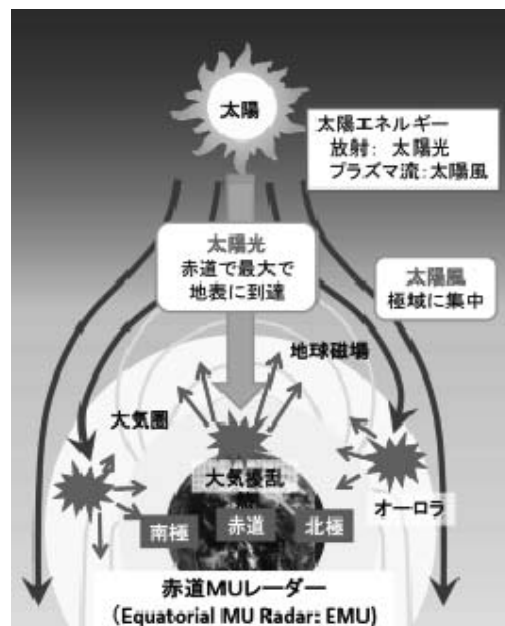 太陽
太陽エネルギー
放射： 太陽光
プラズマ流：太陽風
太陽光
赤道で最大で
地表に到達
太陽風
極域に集中
地球磁場
大気圏
大気擾乱
オーロラ
南極
赤道
北極
赤道MUレーダー
（Equatorial MU Radar: EMU)